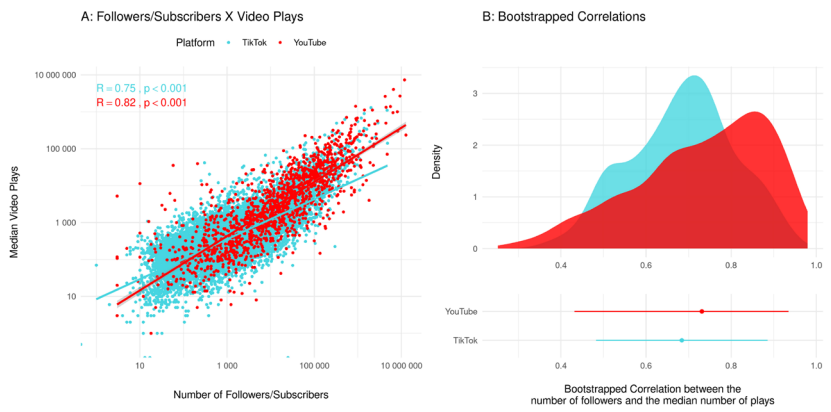 A: Followers/Subscribers X Video Plays
Platform TikTok YouTube
R = 0.75 , p < 0.001
R = 0.82 , p < 0.001
10 000 000
100 000
1 000
10
Median Video Plays
10 1 000 100 000 10 000 000
Number of Followers/Subscribers
B: Bootstrapped Correlations
3
2
1
0
Density
0.4 0.6 0.8 1.0
YouTube
TikTok
0.4 0.6 0.8 1.0
Bootstrapped Correlation between the
number of followers and the median number of plays